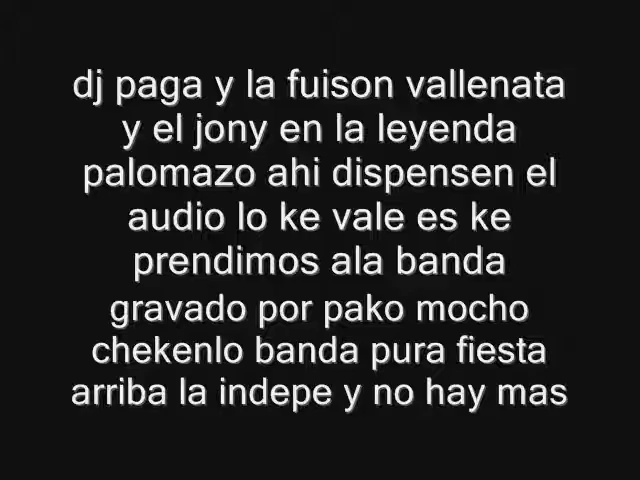 dj paga y la fuison vallenata
y el jony en la leyenda
palomazo ahi dispensen el
audio lo ke vale es ke
prendimos ala banda
gravado por pako mocho
chekenlo banda pura fiesta
arriba la indepe y no hay mas